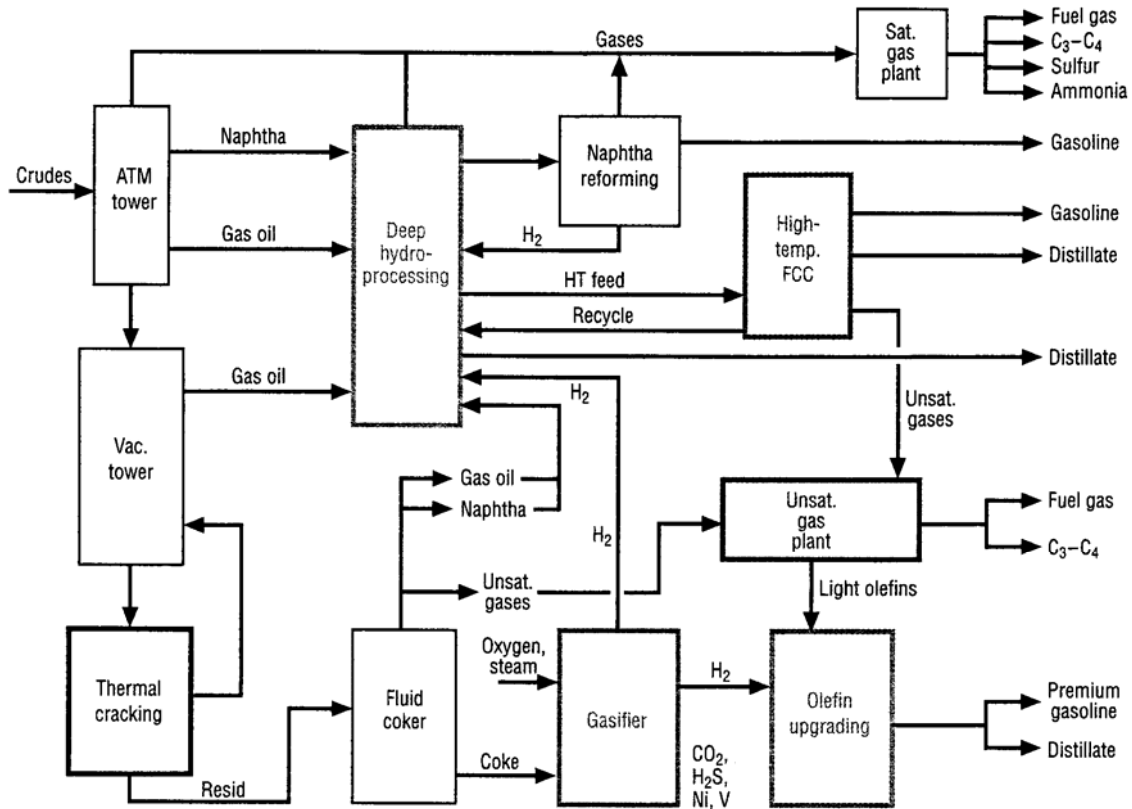 Gases
Sat.
gas
plant
Fuel gas
C₃–C₄
Sulfur
Ammonia
Crudes
ATM
tower
Naphtha
Gas oil
Deep
hydro-
processing
Naphtha
reforming
H₂
Gasoline
High-
temp.
FCC
Gasoline
Distillate
HT feed
Recycle
Distillate
Vac.
tower
Gas oil
H₂
Unsat.
gases
Gas oil
Naphtha
H₂
Unsat.
gas
plant
Fuel gas
C₃–C₄
Unsat.
gases
Light olefins
Thermal
cracking
Resid
Fluid
coker
Coke
Oxygen,
steam
Gasifier
H₂
CO₂,
H₂S,
Ni, V
Olefin
upgrading
Premium
gasoline
Distillate